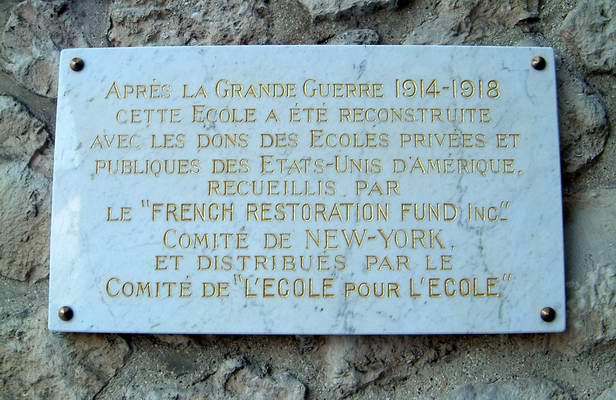 APRÈS LA GRANDE GUERRE 1914-1918
CETTE ECOLE A ÉTÉ RECONSTRUITE
AVEC LES DONS DES ECOLES PRIVÉES ET
PUBLIQUES DES ETATS-UNIS D'AMÉRIQUE,
RECUEILLIS PAR
LE "FRENCH RESTORATION FUND INC."
COMITÉ DE NEW-YORK,
ET DISTRIBUÉS PAR LE
COMITÉ DE "L'ECOLE POUR L'ECOLE"